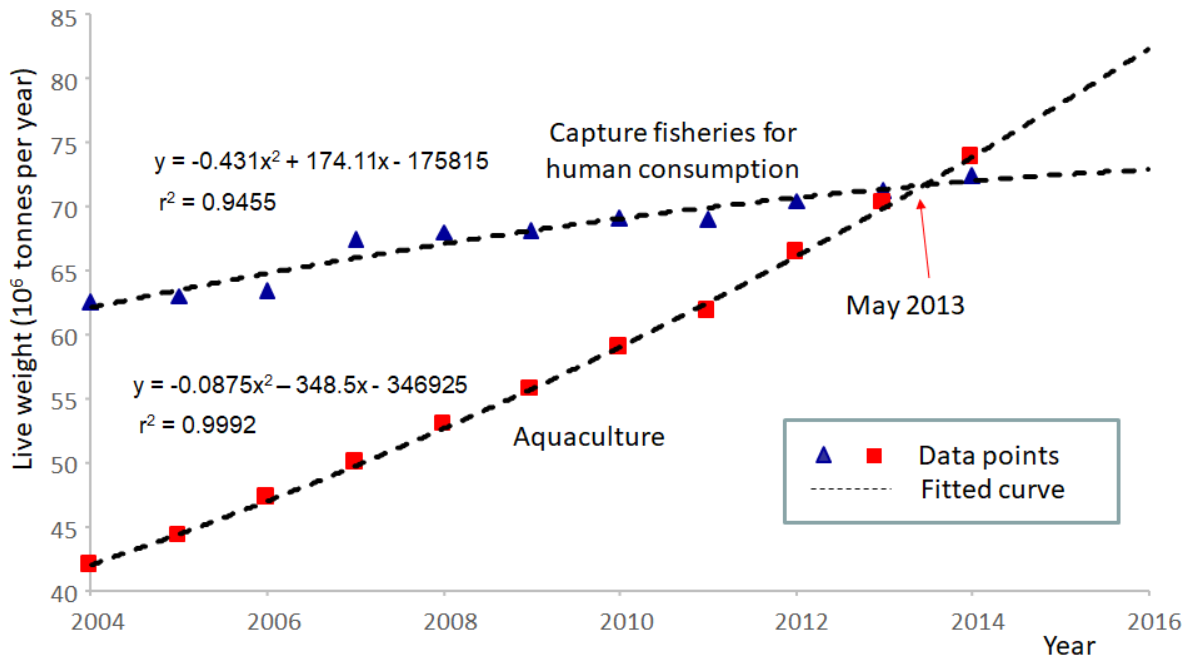 85
80
75
70
65
60
55
50
45
40
Live weight (10⁶ tonnes per year)
y = -0.431x² + 174.11x - 175815
r² = 0.9455
Capture fisheries for
human consumption
May 2013
y = -0.0875x² – 348.5x - 346925
r² = 0.9992
Aquaculture
Data points
Fitted curve
2004
2006
2008
2010
2012
2014
2016
Year